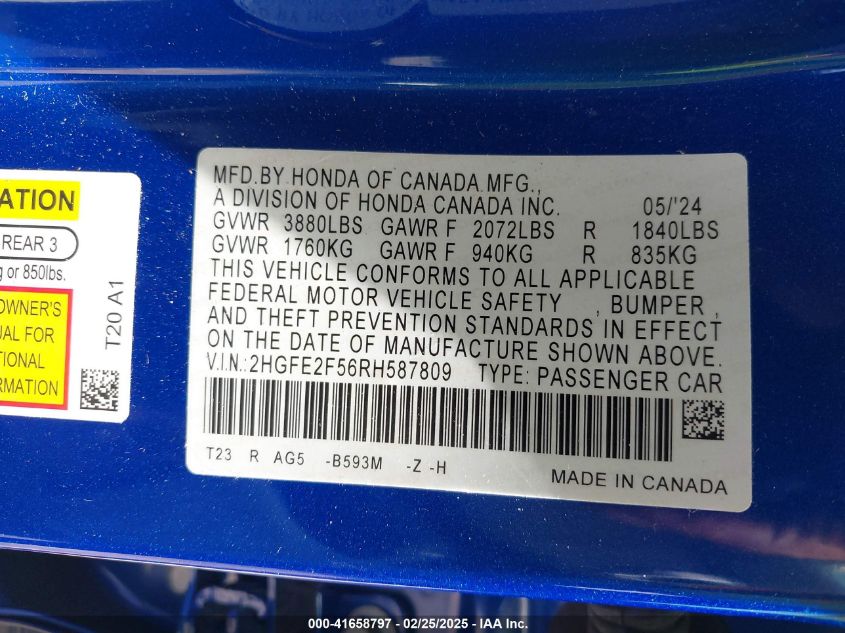 ATION
REAR 3
g or 850lbs.
OWNER'S
UAL FOR
TIONAL
RMATION
T20 A1
MFD.BY HONDA OF CANADA MFG.,
A DIVISION OF HONDA CANADA INC. 05/'24
GVWR 3880LBS GAWR F 2072LBS R 1840LBS
GVWR 1760KG GAWR F 940KG R 835KG
THIS VEHICLE CONFORMS TO ALL APPLICABLE
FEDERAL MOTOR VEHICLE SAFETY , BUMPER ,
AND THEFT PREVENTION STANDARDS IN EFFECT
ON THE DATE OF MANUFACTURE SHOWN ABOVE.
V.I.N.:2HGFE2F56RH587809 TYPE: PASSENGER CAR
T23 R AG5 -B593M -Z -H
MADE IN CANADA
000-41658797 - 02/25/2025 - IAAI.COM